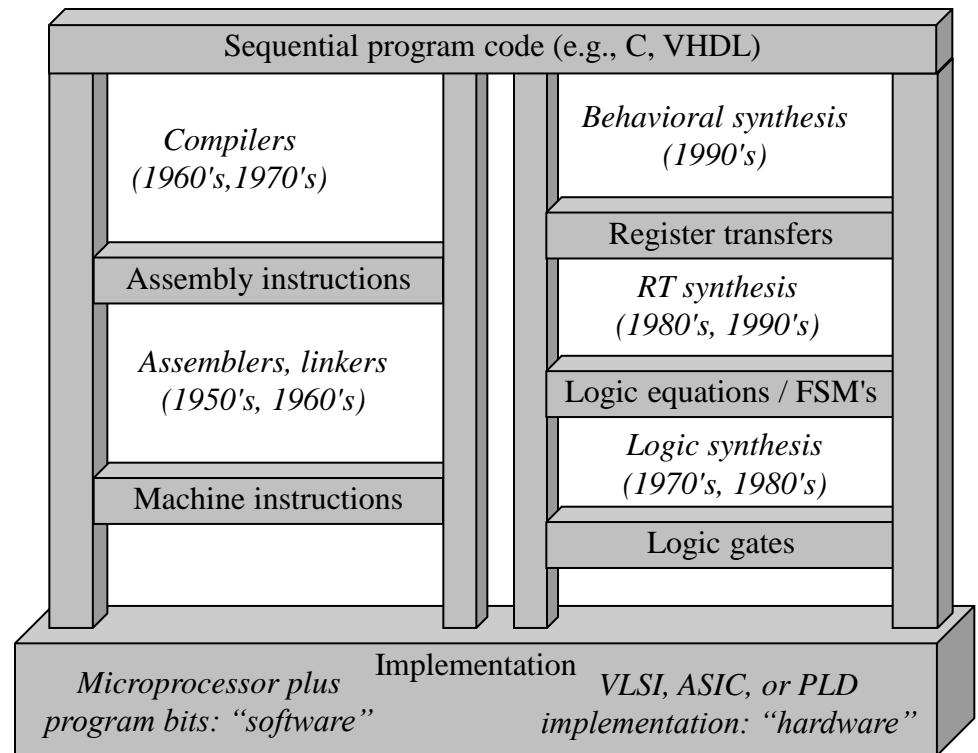 Sequential program code (e.g., C, VHDL)
Compilers
(1960's,1970's)
Assembly instructions
Assemblers, linkers
(1950's, 1960's)
Machine instructions
Behavioral synthesis
(1990's)
Register transfers
RT synthesis
(1980's, 1990's)
Logic equations / FSM's
Logic synthesis
(1970's, 1980's)
Logic gates
Implementation
Microprocessor plus
program bits: “software”
VLSI, ASIC, or PLD
implementation: “hardware”